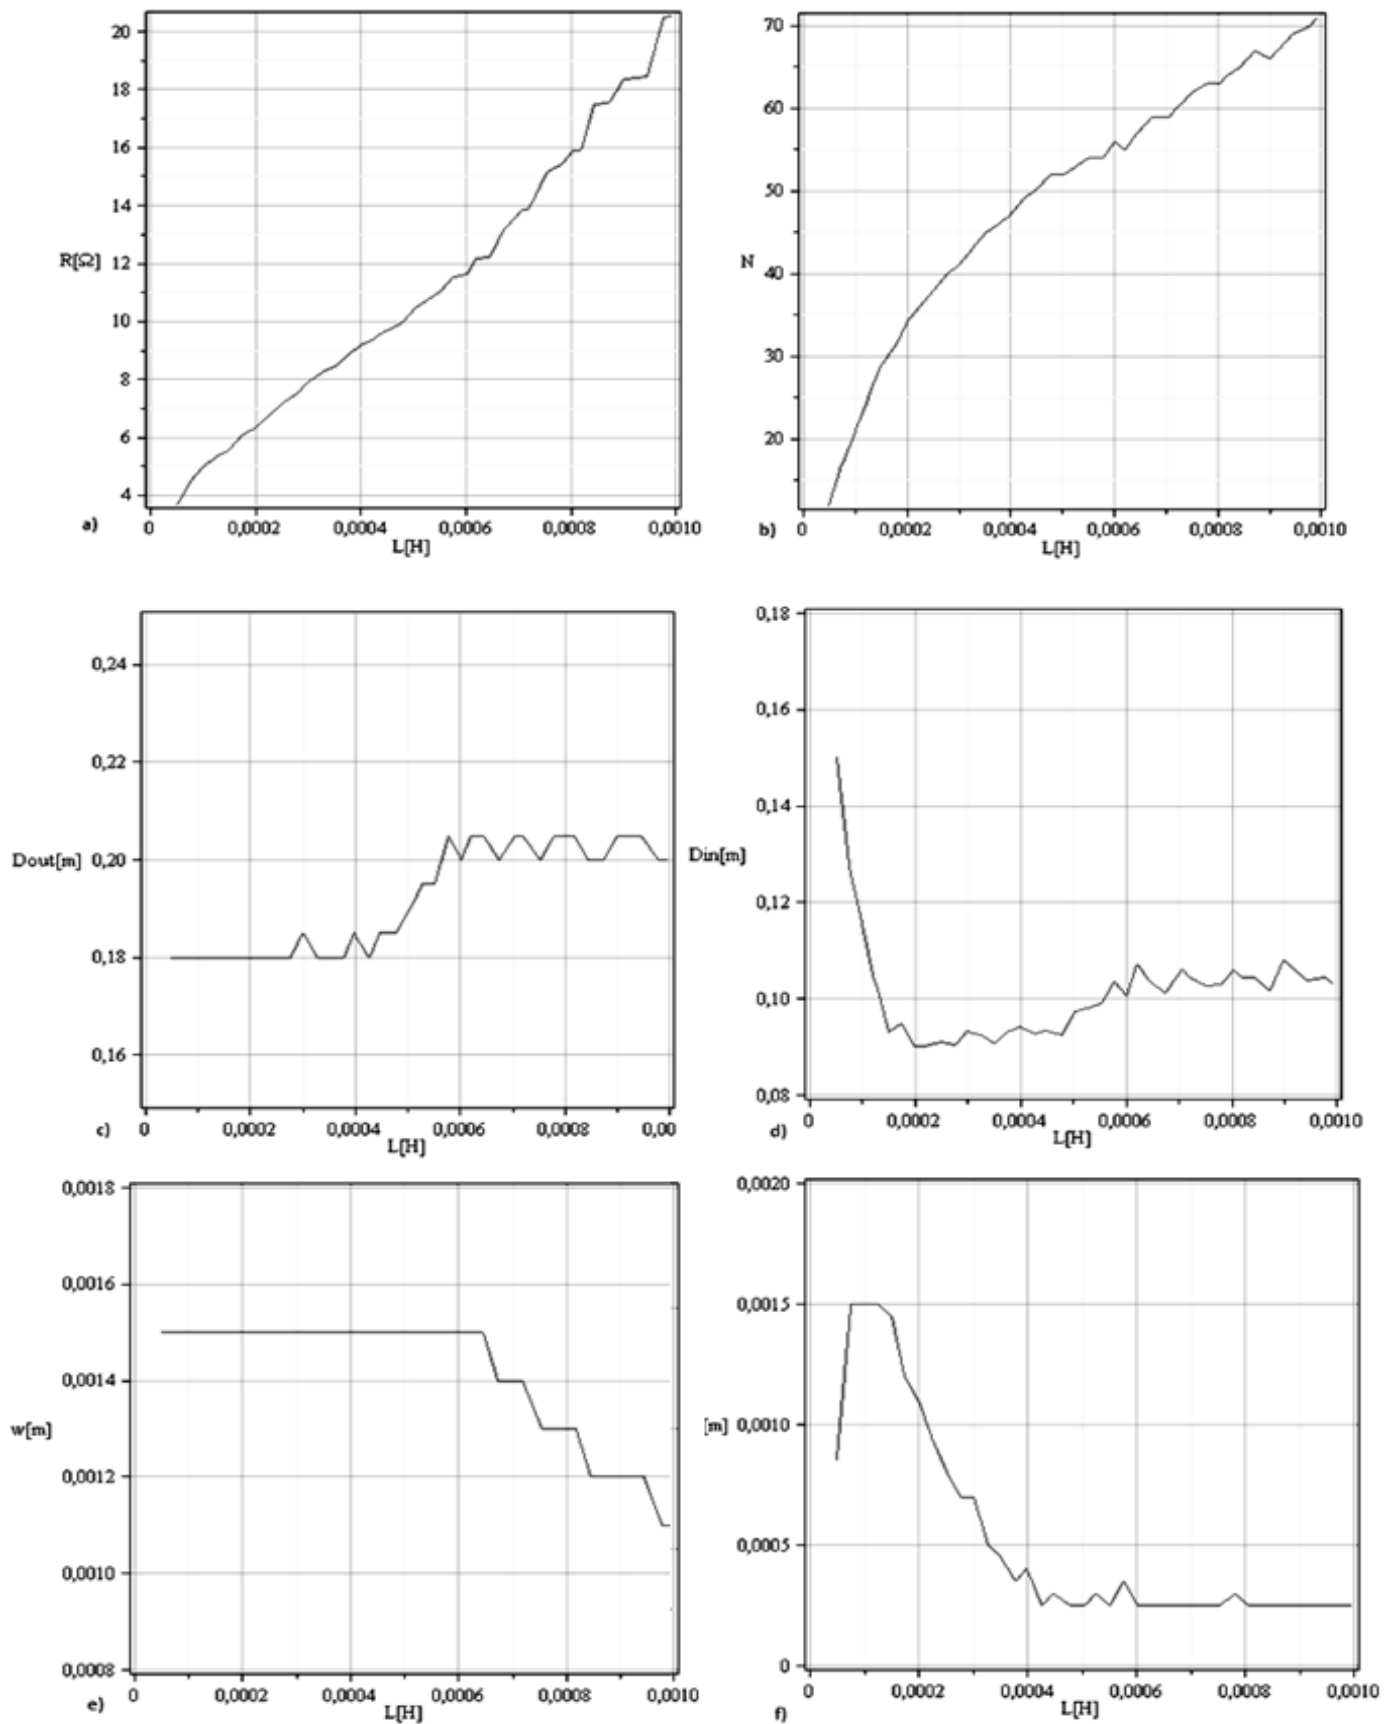 20
18
16
14
R[Ω] 12
10
8
6
4
a) 0 0,0002 0,0004 0,0006 0,0008 0,0010
L[H]
70
60
50
N 40
30
20
b) 0 0,0002 0,0004 0,0006 0,0008 0,0010
L[H]
0,24
0,22
Dout[m] 0,20
0,18
0,16
c) 0 0,0002 0,0004 0,0006 0,0008 0,00
L[H]
0,18
0,16
0,14
Din[m]
0,12
0,10
0,08
d) 0 0,0002 0,0004 0,0006 0,0008 0,0010
L[H]
0,0018
0,0016
0,0014
w[m]
0,0012
0,0010
0,0008
e) 0 0,0002 0,0004 0,0006 0,0008 0,0010
L[H]
0,0020
0,0015
[m] 0,0010
0,0005
0
f) 0 0,0002 0,0004 0,0006 0,0008 0,0010
L[H]